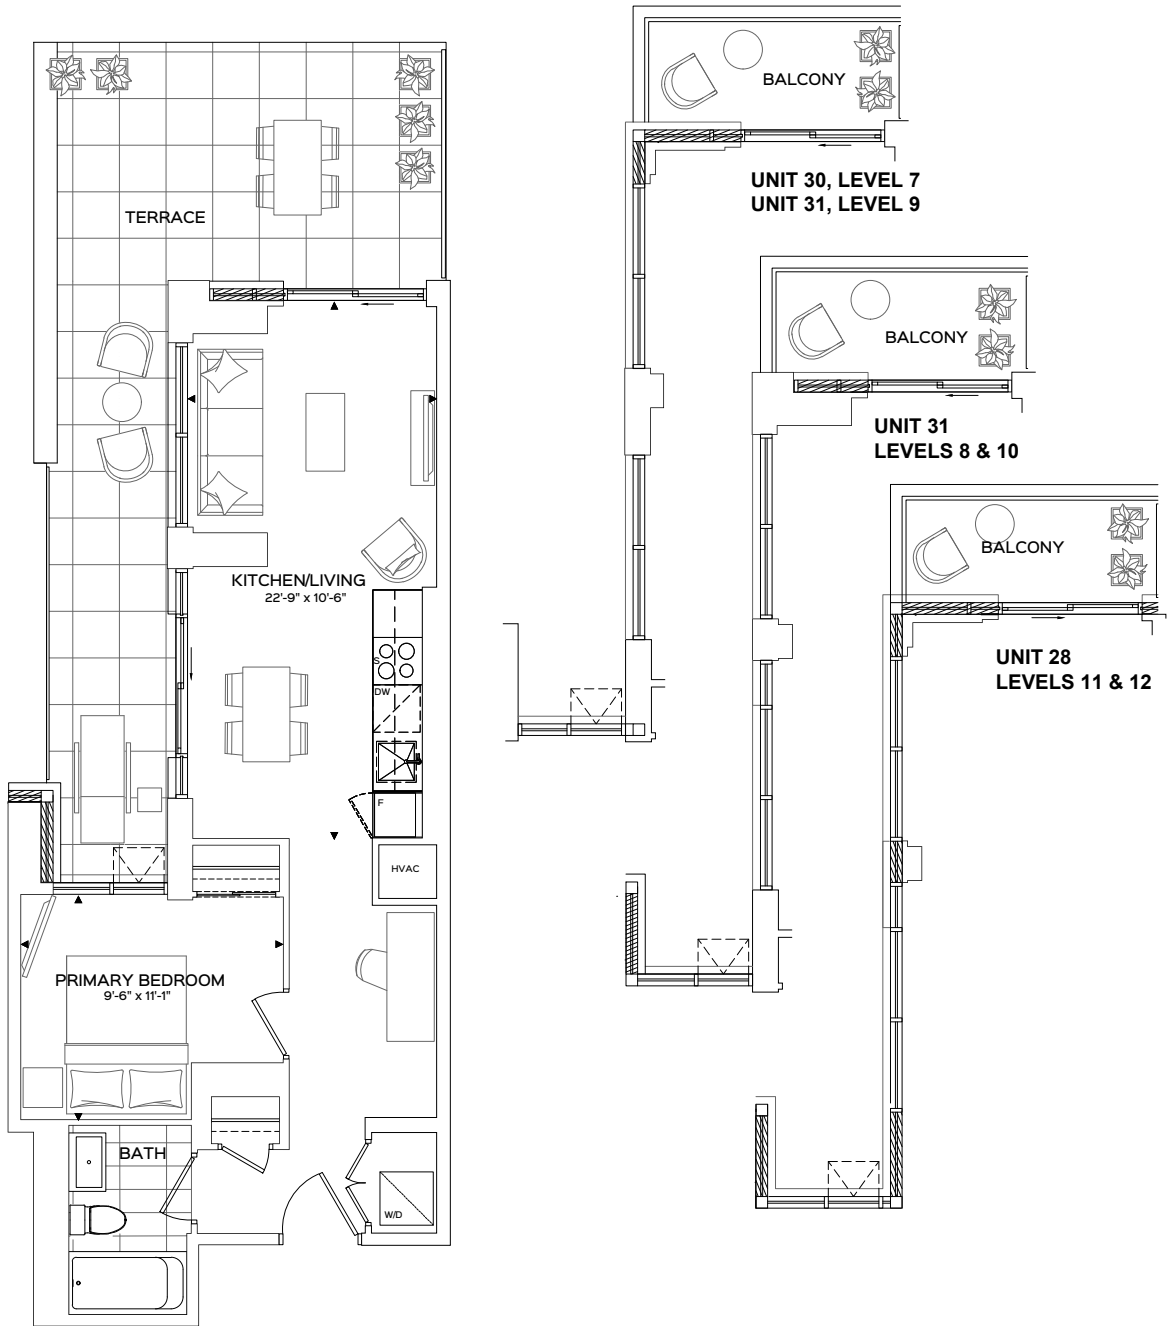 TERRACE
KITCHEN/LIVING
22'-9" x 10'-6"
S
DW
F
HVAC
PRIMARY BEDROOM
9'-6" x 11'-1"
BATH
W/D
BALCONY
UNIT 30, LEVEL 7
UNIT 31, LEVEL 9
BALCONY
UNIT 31
LEVELS 8 & 10
BALCONY
UNIT 28
LEVELS 11 & 12